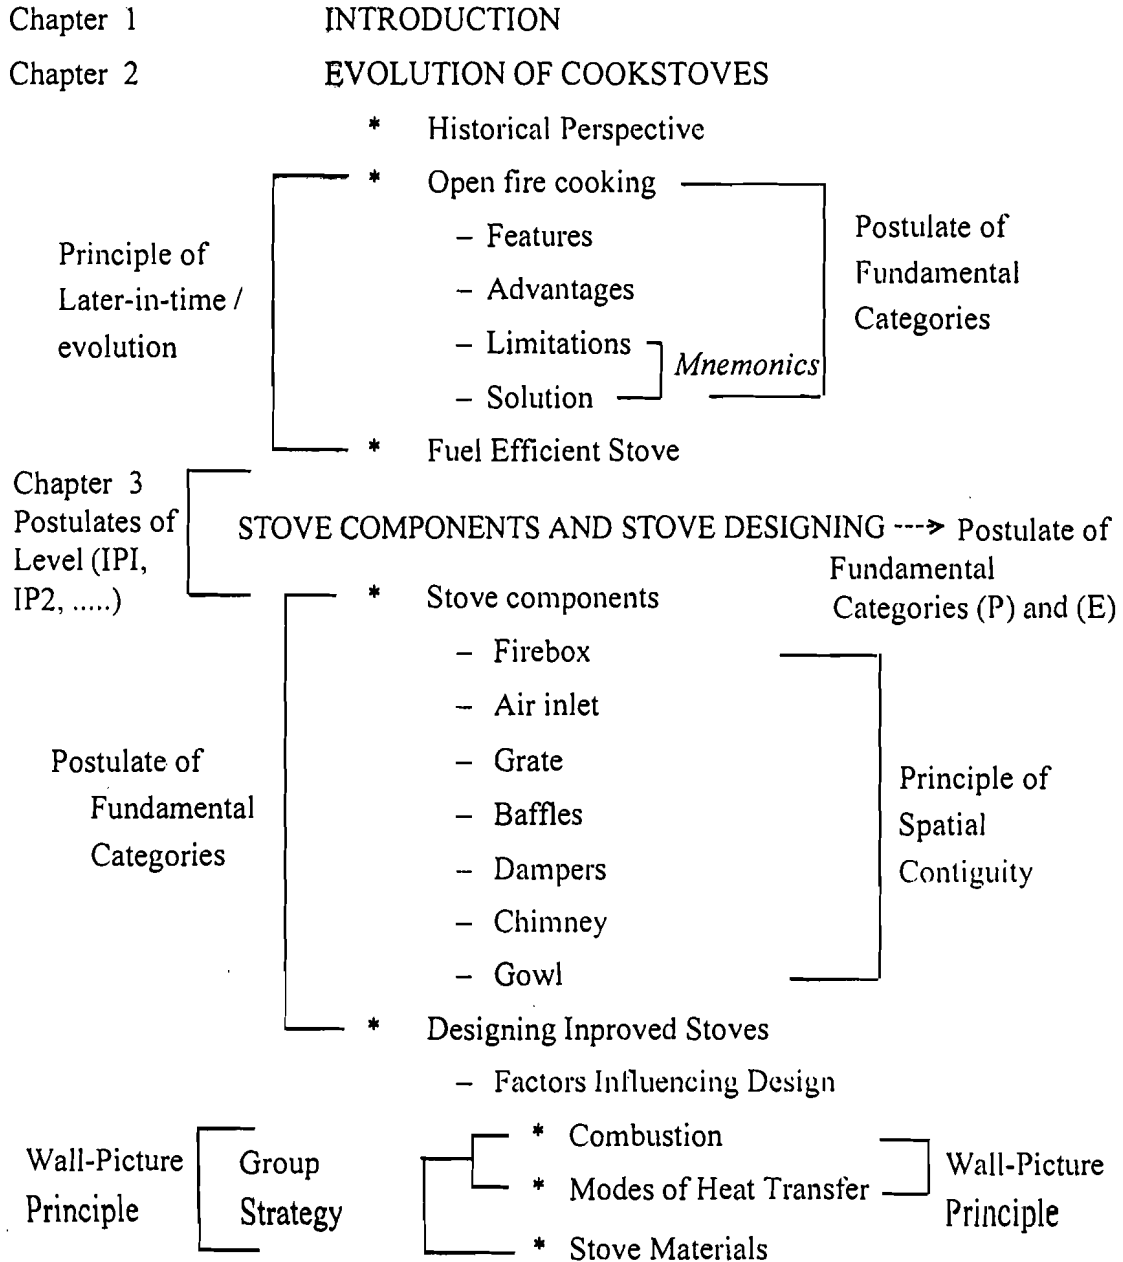 Chapter 1 INTRODUCTION
Chapter 2 EVOLUTION OF COOKSTOVES
* Historical Perspective
* Open fire cooking
– Features
– Advantages
– Limitations
– Solution
Mnemonics
Principle of
Later-in-time /
evolution
Postulate of
Fundamental
Categories
* Fuel Efficient Stove
Chapter 3
Postulates of
Level (IPI,
IP2, .....)
STOVE COMPONENTS AND STOVE DESIGNING ---> Postulate of
Fundamental
Categories (P) and (E)
* Stove components
– Firebox
– Air inlet
– Grate
– Baffles
– Dampers
– Chimney
– Gowl
Postulate of
Fundamental
Categories
Principle of
Spatial
Contiguity
* Designing Inproved Stoves
– Factors Influencing Design
* Combustion
* Modes of Heat Transfer
* Stove Materials
Wall-Picture
Principle
Group
Strategy
Wall-Picture
Principle